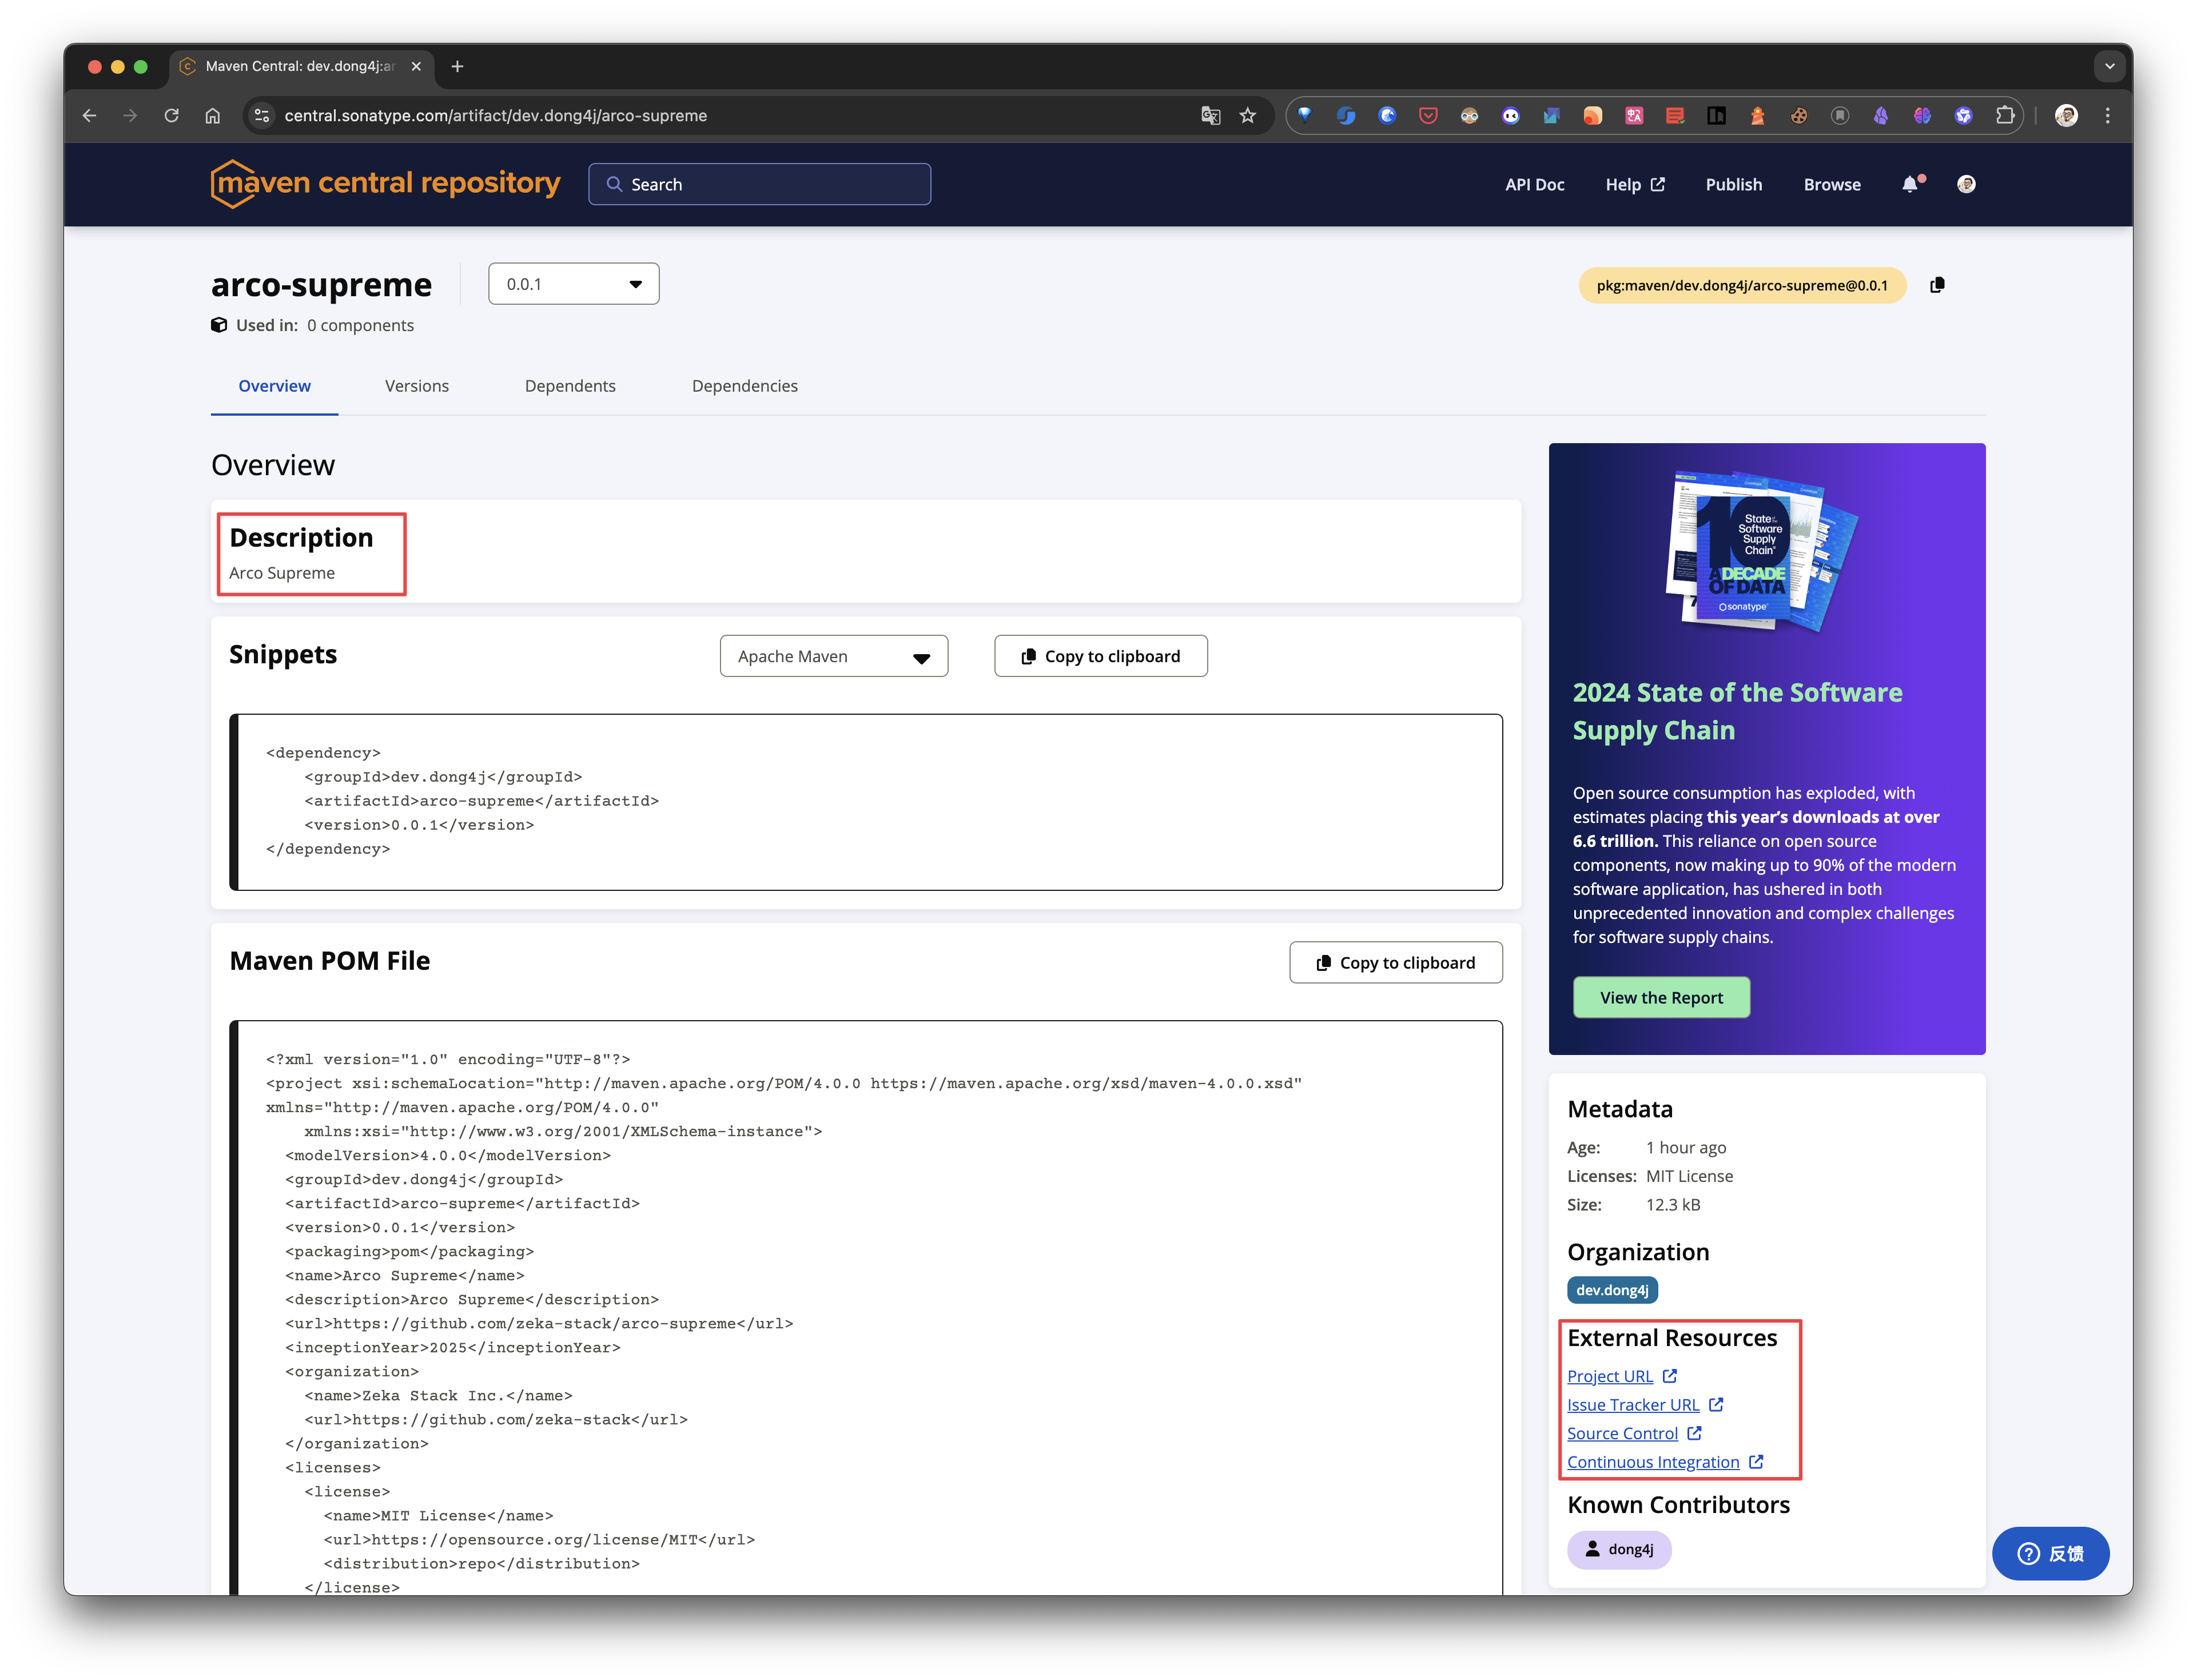 Maven Central: dev.dong4j:ar
central.sonatype.com/artifact/dev.dong4j/arco-supreme
maven central repository
Search
API Doc
Help
Publish
Browse
arco-supreme
0.0.1
pkg:maven/dev.dong4j/arco-supreme@0.0.1
Used in: 0 components
Overview
Versions
Dependents
Dependencies
Overview
Description
Arco Supreme
Snippets
Apache Maven
Copy to clipboard
<dependency>
    <groupId>dev.dong4j</groupId>
    <artifactId>arco-supreme</artifactId>
    <version>0.0.1</version>
</dependency>
Maven POM File
Copy to clipboard
<?xml version="1.0" encoding="UTF-8"?>
<project xsi:schemaLocation="http://maven.apache.org/POM/4.0.0 https://maven.apache.org/xsd/maven-4.0.0.xsd"
xmlns="http://maven.apache.org/POM/4.0.0"
    xmlns:xsi="http://www.w3.org/2001/XMLSchema-instance">
  <modelVersion>4.0.0</modelVersion>
  <groupId>dev.dong4j</groupId>
  <artifactId>arco-supreme</artifactId>
  <version>0.0.1</version>
  <packaging>pom</packaging>
  <name>Arco Supreme</name>
  <description>Arco Supreme</description>
  <url>https://github.com/zeka-stack/arco-supreme</url>
  <inceptionYear>2025</inceptionYear>
  <organization>
    <name>Zeka Stack Inc.</name>
    <url>https://github.com/zeka-stack</url>
  </organization>
  <licenses>
    <license>
      <name>MIT License</name>
      <url>https://opensource.org/license/MIT</url>
      <distribution>repo</distribution>
    </license>
10
State of the
Software
Supply
Chain
A DECADE
OF DATA
sonatype
2024 State of the Software
Supply Chain
Open source consumption has exploded, with
estimates placing this year's downloads at over
6.6 trillion. This reliance on open source
components, now making up to 90% of the modern
software application, has ushered in both
unprecedented innovation and complex challenges
for software supply chains.
View the Report
Metadata
Age: 1 hour ago
Licenses: MIT License
Size: 12.3 kB
Organization
dev.dong4j
External Resources
Project URL
Issue Tracker URL
Source Control
Continuous Integration
Known Contributors
dong4j
反馈